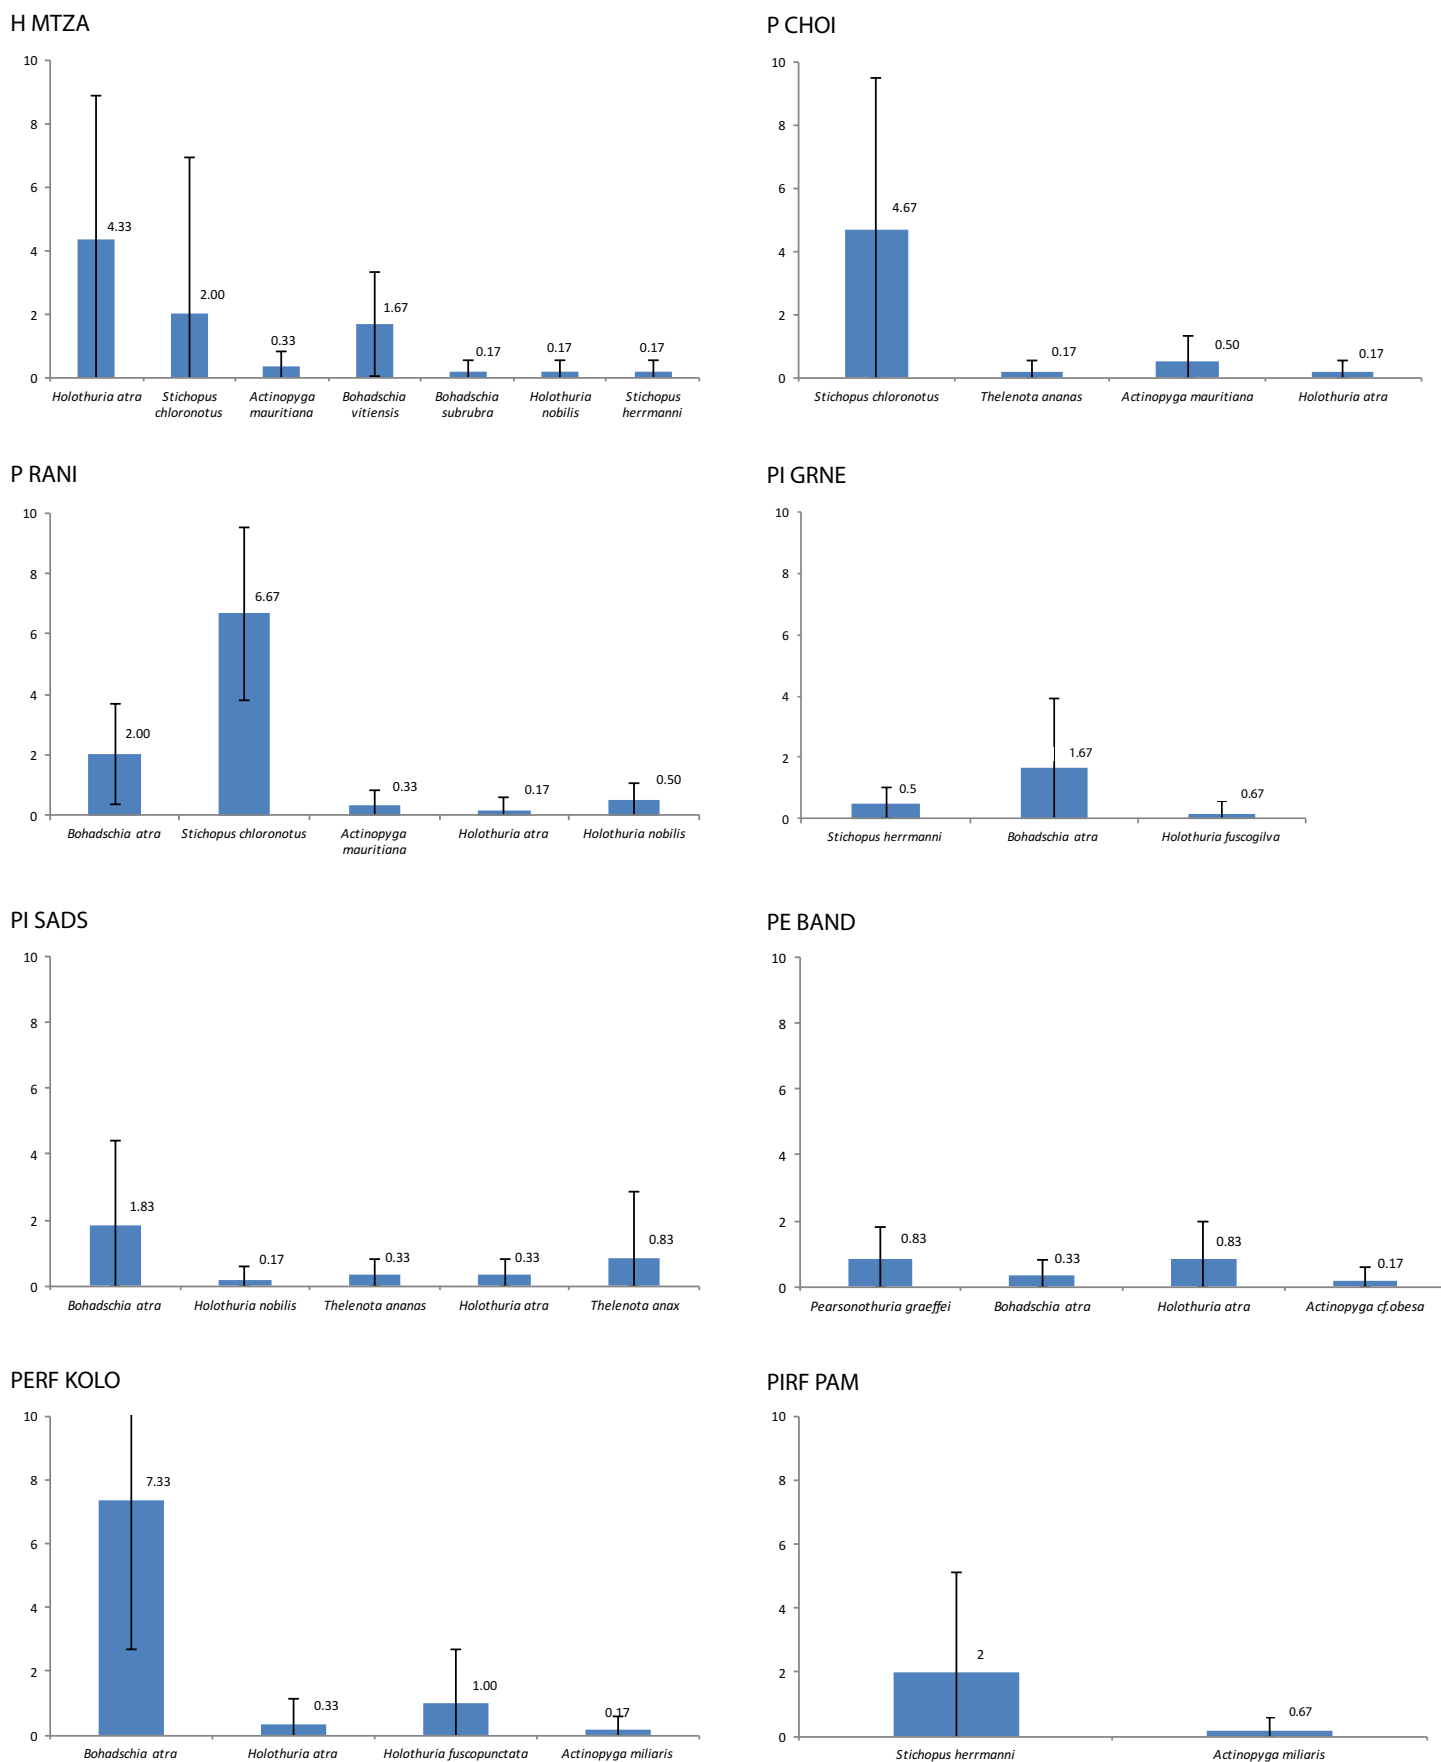 H MTZA
10
8
6
4
2
0
4.33
2.00
0.33
1.67
0.17
0.17
0.17
Holothuria atra
Stichopus
chloronotus
Actinopyga
mauritiana
Bohadschia
vitiensis
Bohadschia
subrubra
Holothuria
nobilis
Stichopus
herrmanni
P CHOI
10
8
6
4
2
0
4.67
0.17
0.50
0.17
Stichopus chloronotus
Thelenota ananas
Actinopyga mauritiana
Holothuria atra
P RANI
10
8
6
4
2
0
2.00
6.67
0.33
0.17
0.50
Bohadschia atra
Stichopus chloronotus
Actinopyga
mauritiana
Holothuria atra
Holothuria nobilis
PI GRNE
10
8
6
4
2
0
0.5
1.67
0.67
Stichopus herrmanni
Bohadschia atra
Holothuria fuscogilva
PI SADS
10
8
6
4
2
0
1.83
0.17
0.33
0.33
0.83
Bohadschia atra
Holothuria nobilis
Thelenota ananas
Holothuria atra
Thelenota anax
PE BAND
10
8
6
4
2
0
0.83
0.33
0.83
0.17
Pearsonothuria graeffei
Bohadschia atra
Holothuria atra
Actinopyga cf.obesa
PERF KOLO
10
8
6
4
2
0
7.33
0.33
1.00
0.17
Bohadschia atra
Holothuria atra
Holothuria fuscopunctata
Actinopyga miliaris
PIRF PAM
10
8
6
4
2
0
2
0.67
Stichopus herrmanni
Actinopyga miliaris